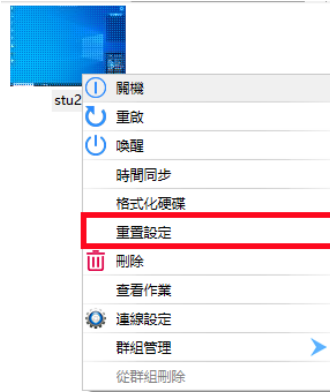 stu2
關機
重啟
喚醒
時間同步
格式化硬碟
重置設定
刪除
查看作業
連線設定
群組管理
從群組刪除